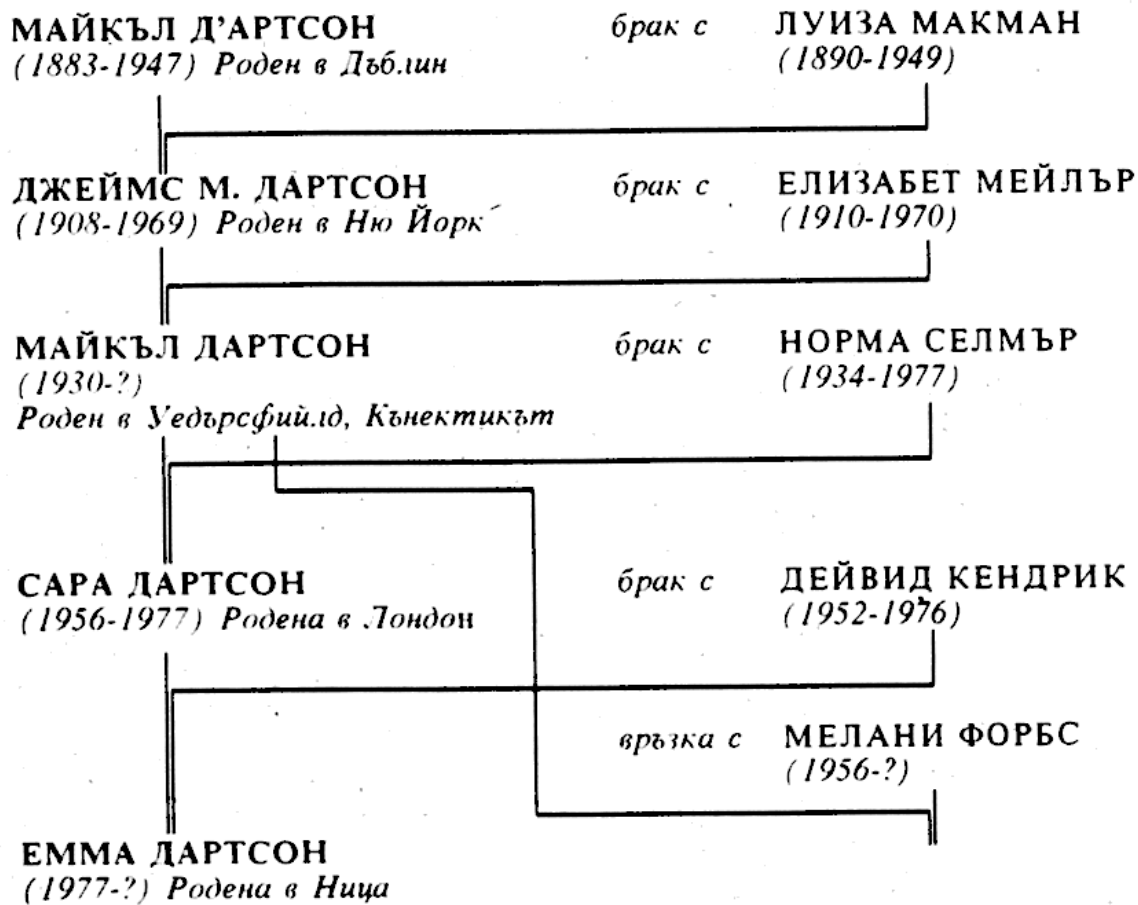 МАЙКЪЛ Д'АРТСОН брак с ЛУИЗА МАКМАН
(1883-1947) Роден в Дъблин (1890-1949)
ДЖЕЙМС М. ДАРТСОН брак с ЕЛИЗАБЕТ МЕЙЛЪР
(1908-1969) Роден в Ню Йорк (1910-1970)
МАЙКЪЛ ДАРТСОН брак с НОРМА СЕЛМЪР
(1930-?) (1934-1977)
Роден в Уедърсфийлд, Кънектикът
САРА ДАРТСОН брак с ДЕЙВИД КЕНДРИК
(1956-1977) Родена в Лондон (1952-1976)
връзка с МЕЛАНИ ФОРБС
(1956-?)
ЕММА ДАРТСОН
(1977-?) Родена в Ница